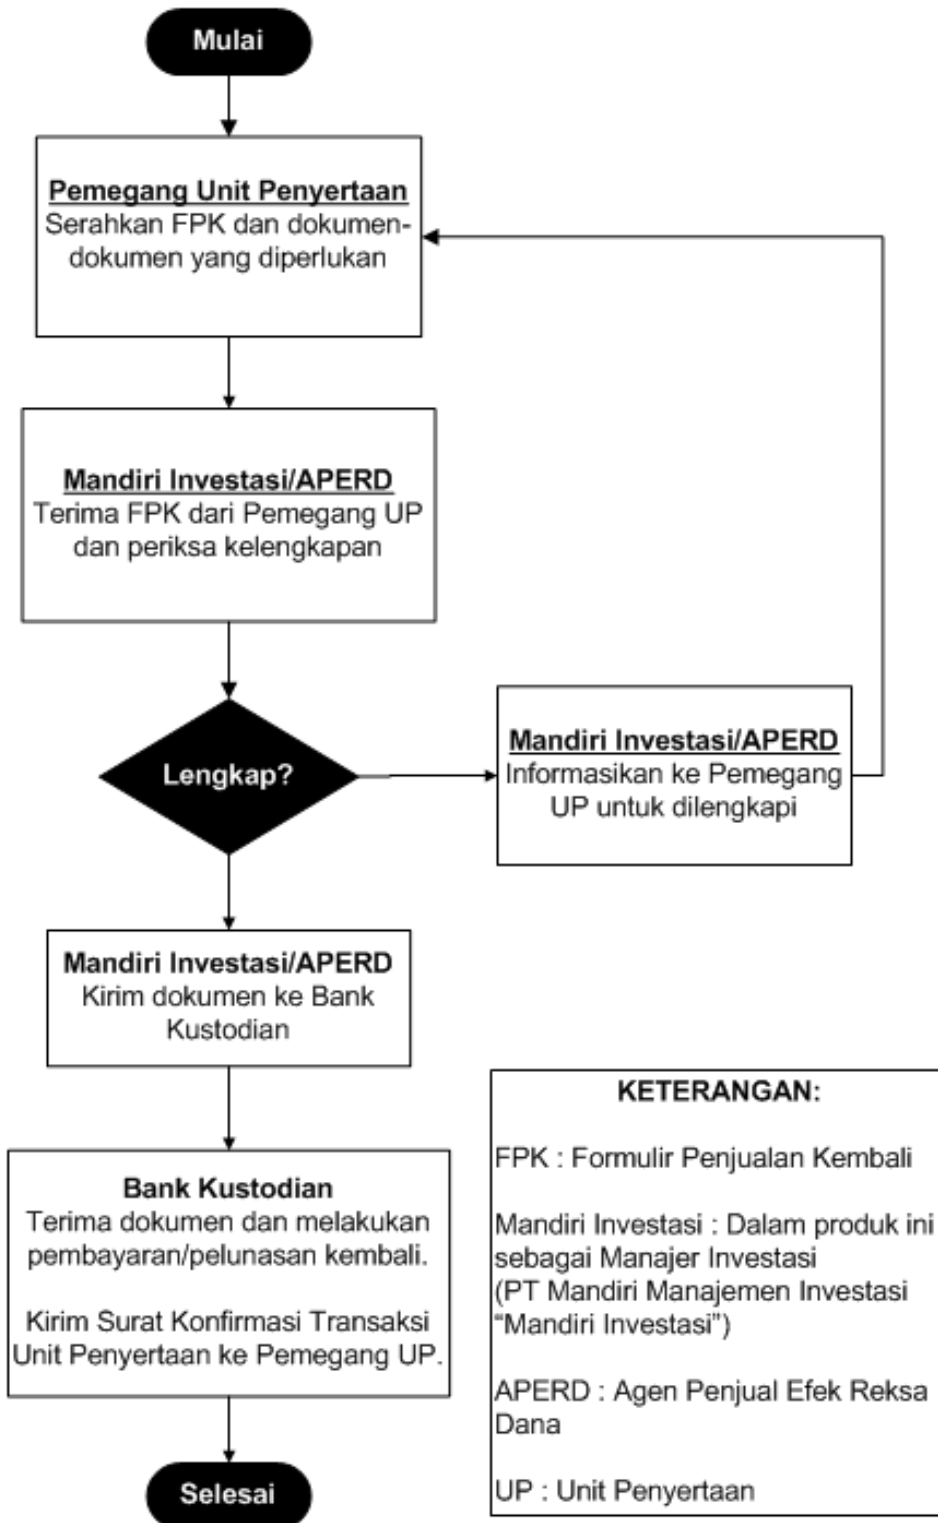 Mulai
Pemegang Unit Penyertaan
Serahkan FPK dan dokumen-
dokumen yang diperlukan
Mandiri Investasi/APERD
Terima FPK dari Pemegang UP
dan periksa kelengkapan
Lengkap?
Mandiri Investasi/APERD
Informasikan ke Pemegang
UP untuk dilengkapi
Mandiri Investasi/APERD
Kirim dokumen ke Bank
Kustodian
Bank Kustodian
Terima dokumen dan melakukan
pembayaran/pelunasan kembali.
Kirim Surat Konfirmasi Transaksi
Unit Penyertaan ke Pemegang UP.
Selesai
KETERANGAN:
FPK : Formulir Penjualan Kembali
Mandiri Investasi : Dalam produk ini
sebagai Manajer Investasi
(PT Mandiri Manajemen Investasi
“Mandiri Investasi”)
APERD : Agen Penjual Efek Reksa
Dana
UP : Unit Penyertaan